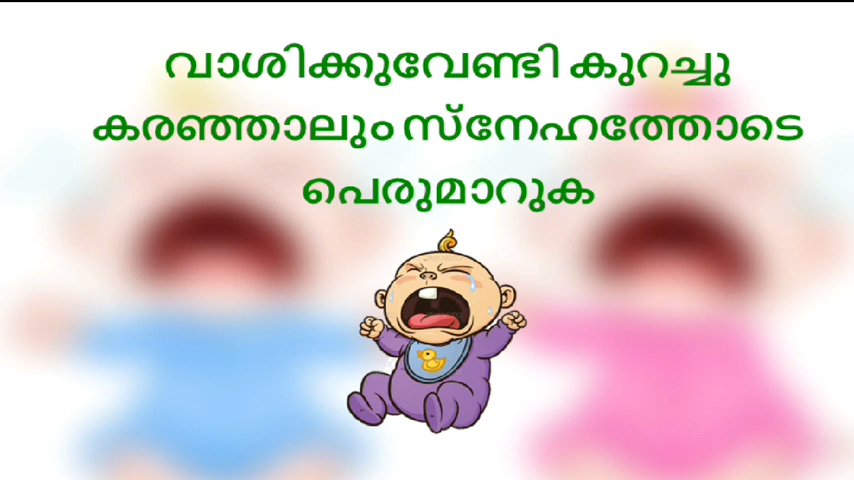 വാശിക്കുവേണ്ടി കുറച്ചു
കരഞ്ഞാലും സ്നേഹത്തോടെ
പെരുമാറുക